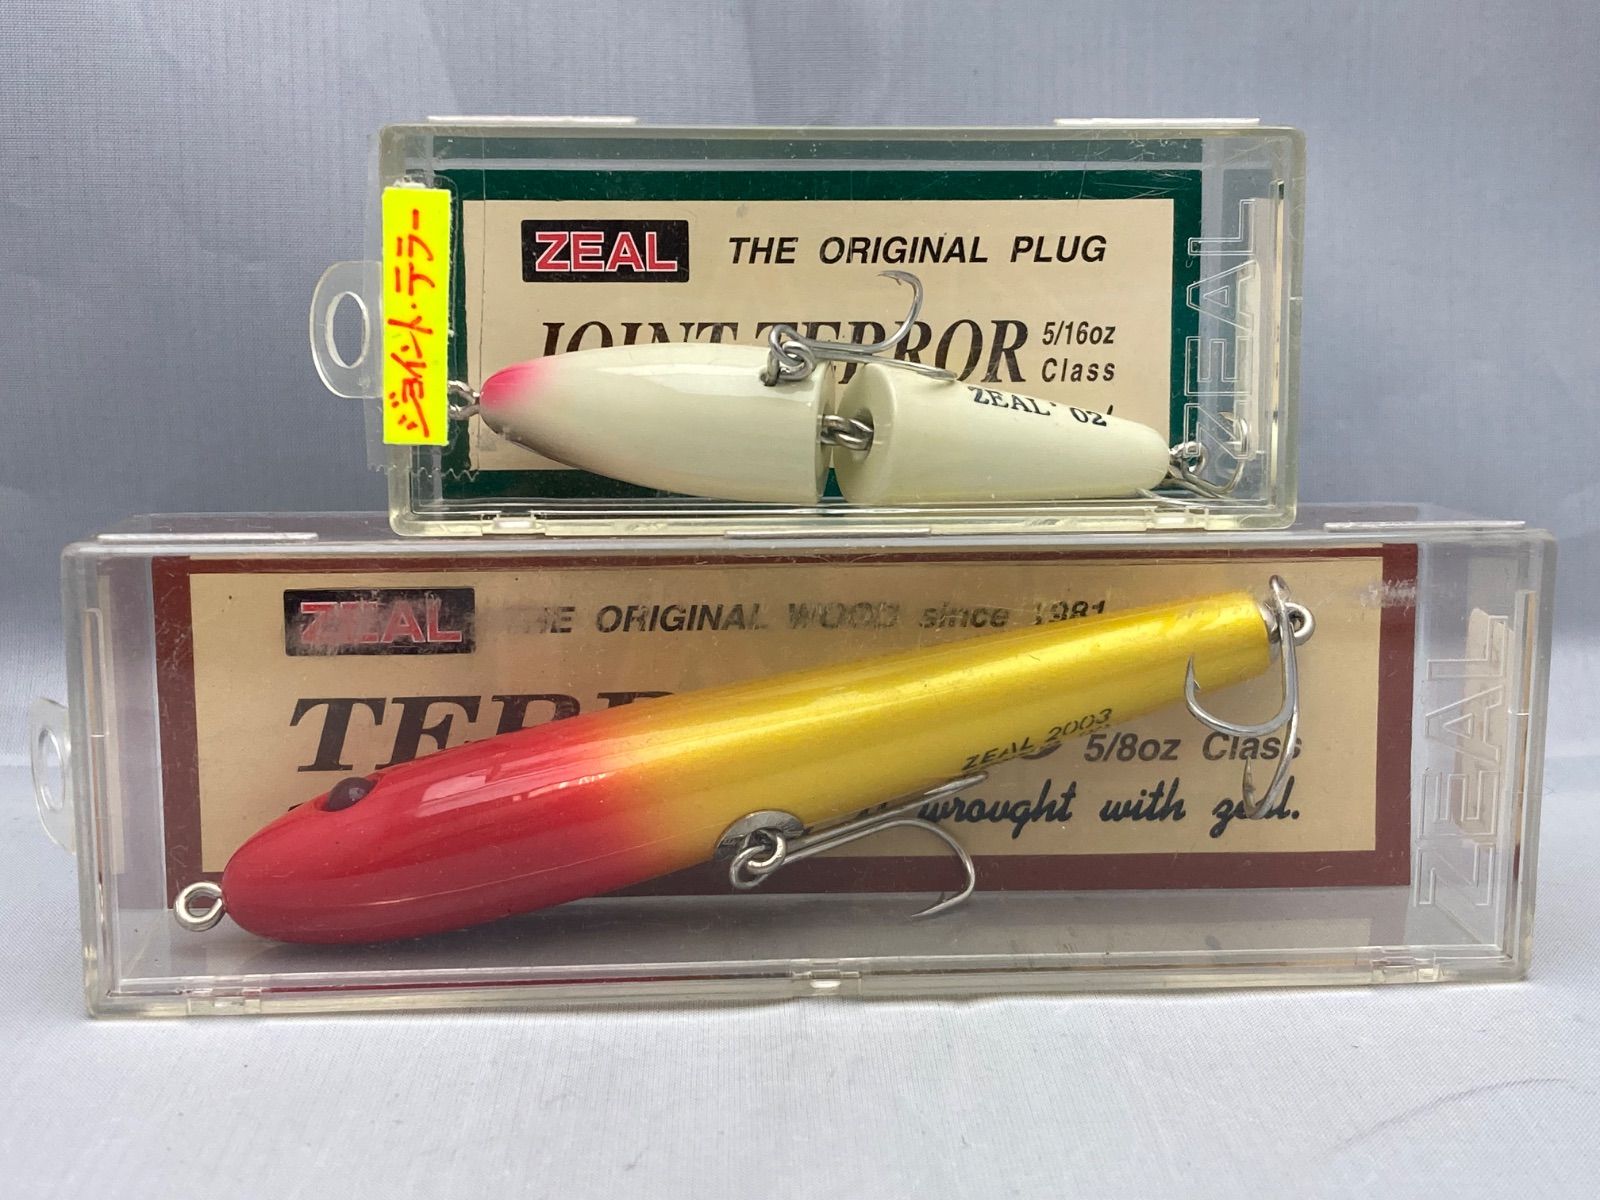 ジョイント・テラー
ZEAL THE ORIGINAL PLUG
JOINT TERROR 5/16oz
Class
ZEAL' 02'
ZEAL
ZEAL THE ORIGINAL WOOD since 1981
ZEAL 2003
5/8oz Class
wrought with zeal.
ZEAL